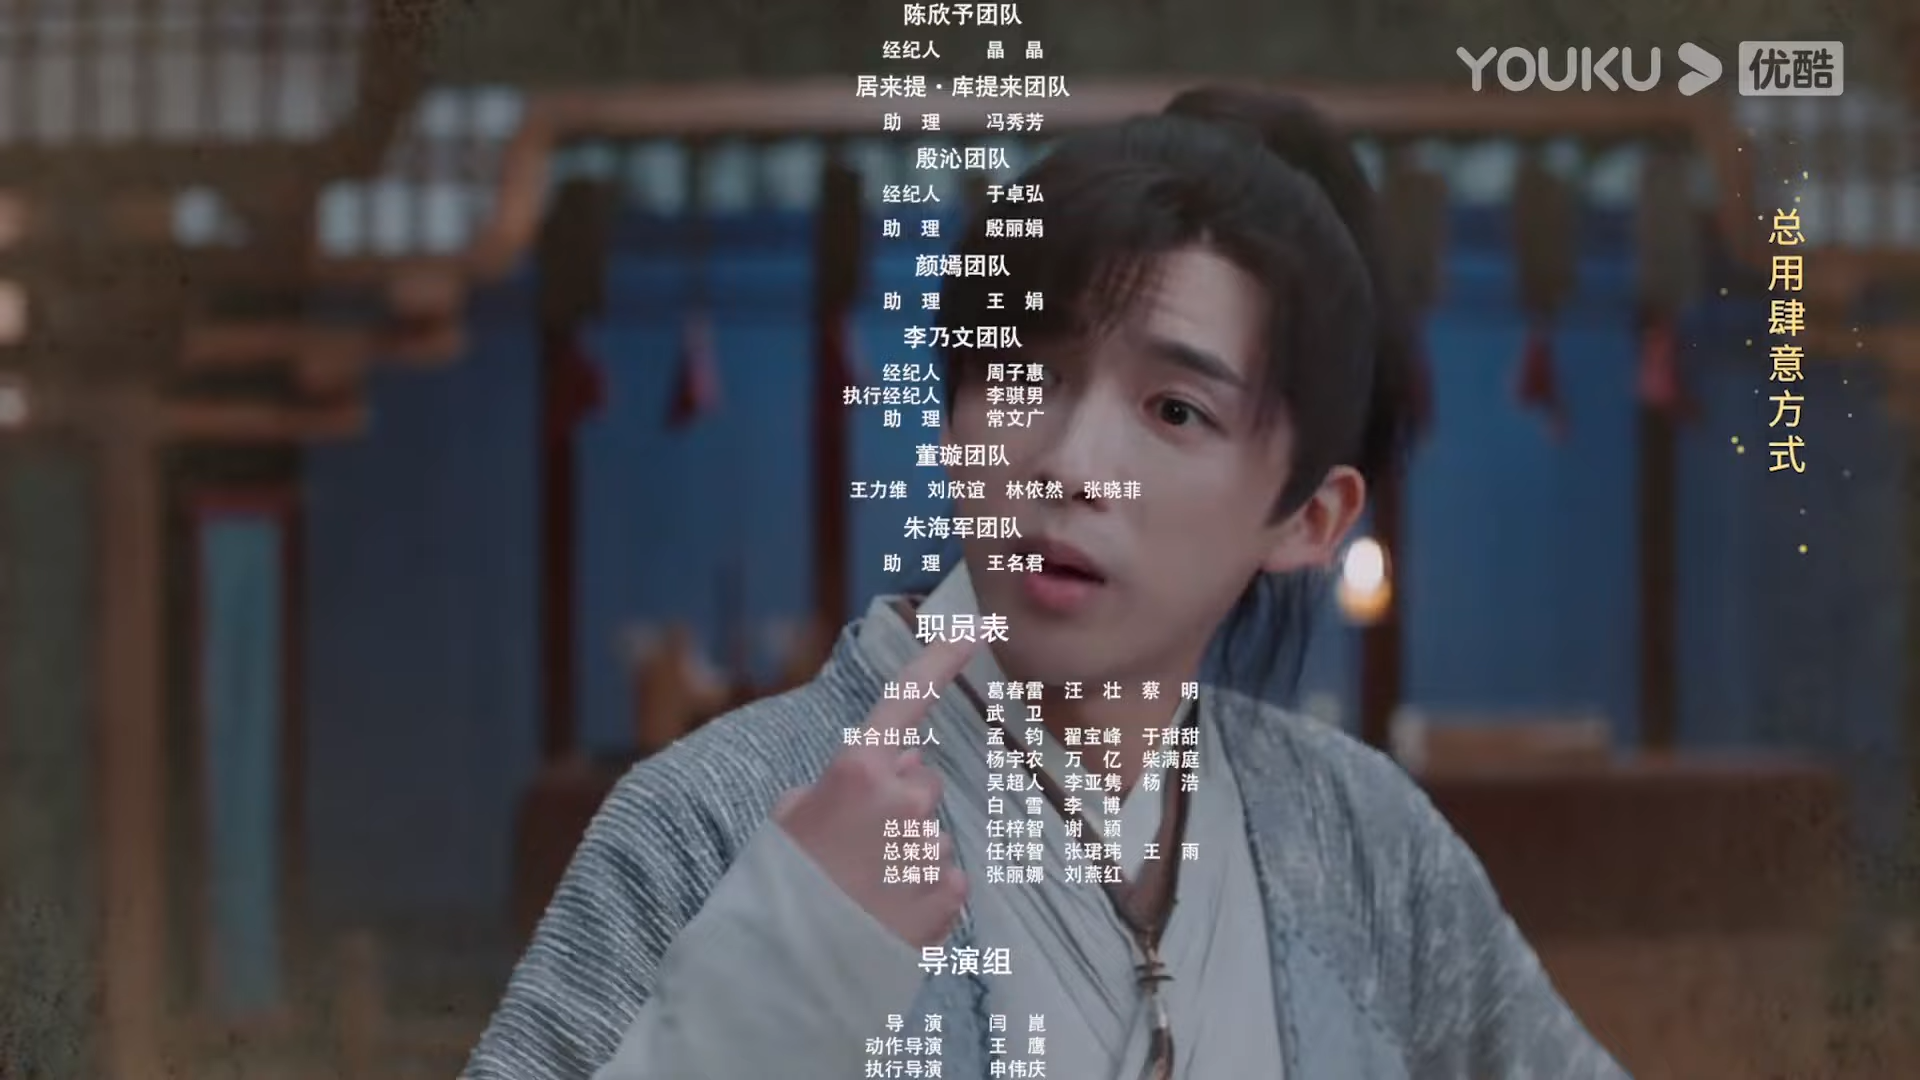 陈欣予团队
经纪人 晶 晶
居来提·库提来团队
助 理 冯秀芳
殷沁团队
经纪人 于卓弘
助 理 殷丽娟
颜嫣团队
助 理 王 娟
李乃文团队
经纪人 周子惠
执行经纪人 李骐男
助 理 常文广
董璇团队
王力维 刘欣谊 林依然 张晓菲
朱海军团队
助 理 王名君
职员表
出品人 葛春雷 汪 壮 蔡 明
武 卫
联合出品人 孟 钧 翟宝峰 于甜甜
杨宇农 万 亿 柴满庭
吴超人 李亚隽 杨 浩
白 雪 李 博
总监制 任梓智 谢 颖
总策划 任梓智 张珺玮 王 雨
总编审 张丽娜 刘燕红
导演组
导 演 闫 崑
动作导演 王 鹰
执行导演 申伟庆
YOUKU 优酷
总用肆意方式